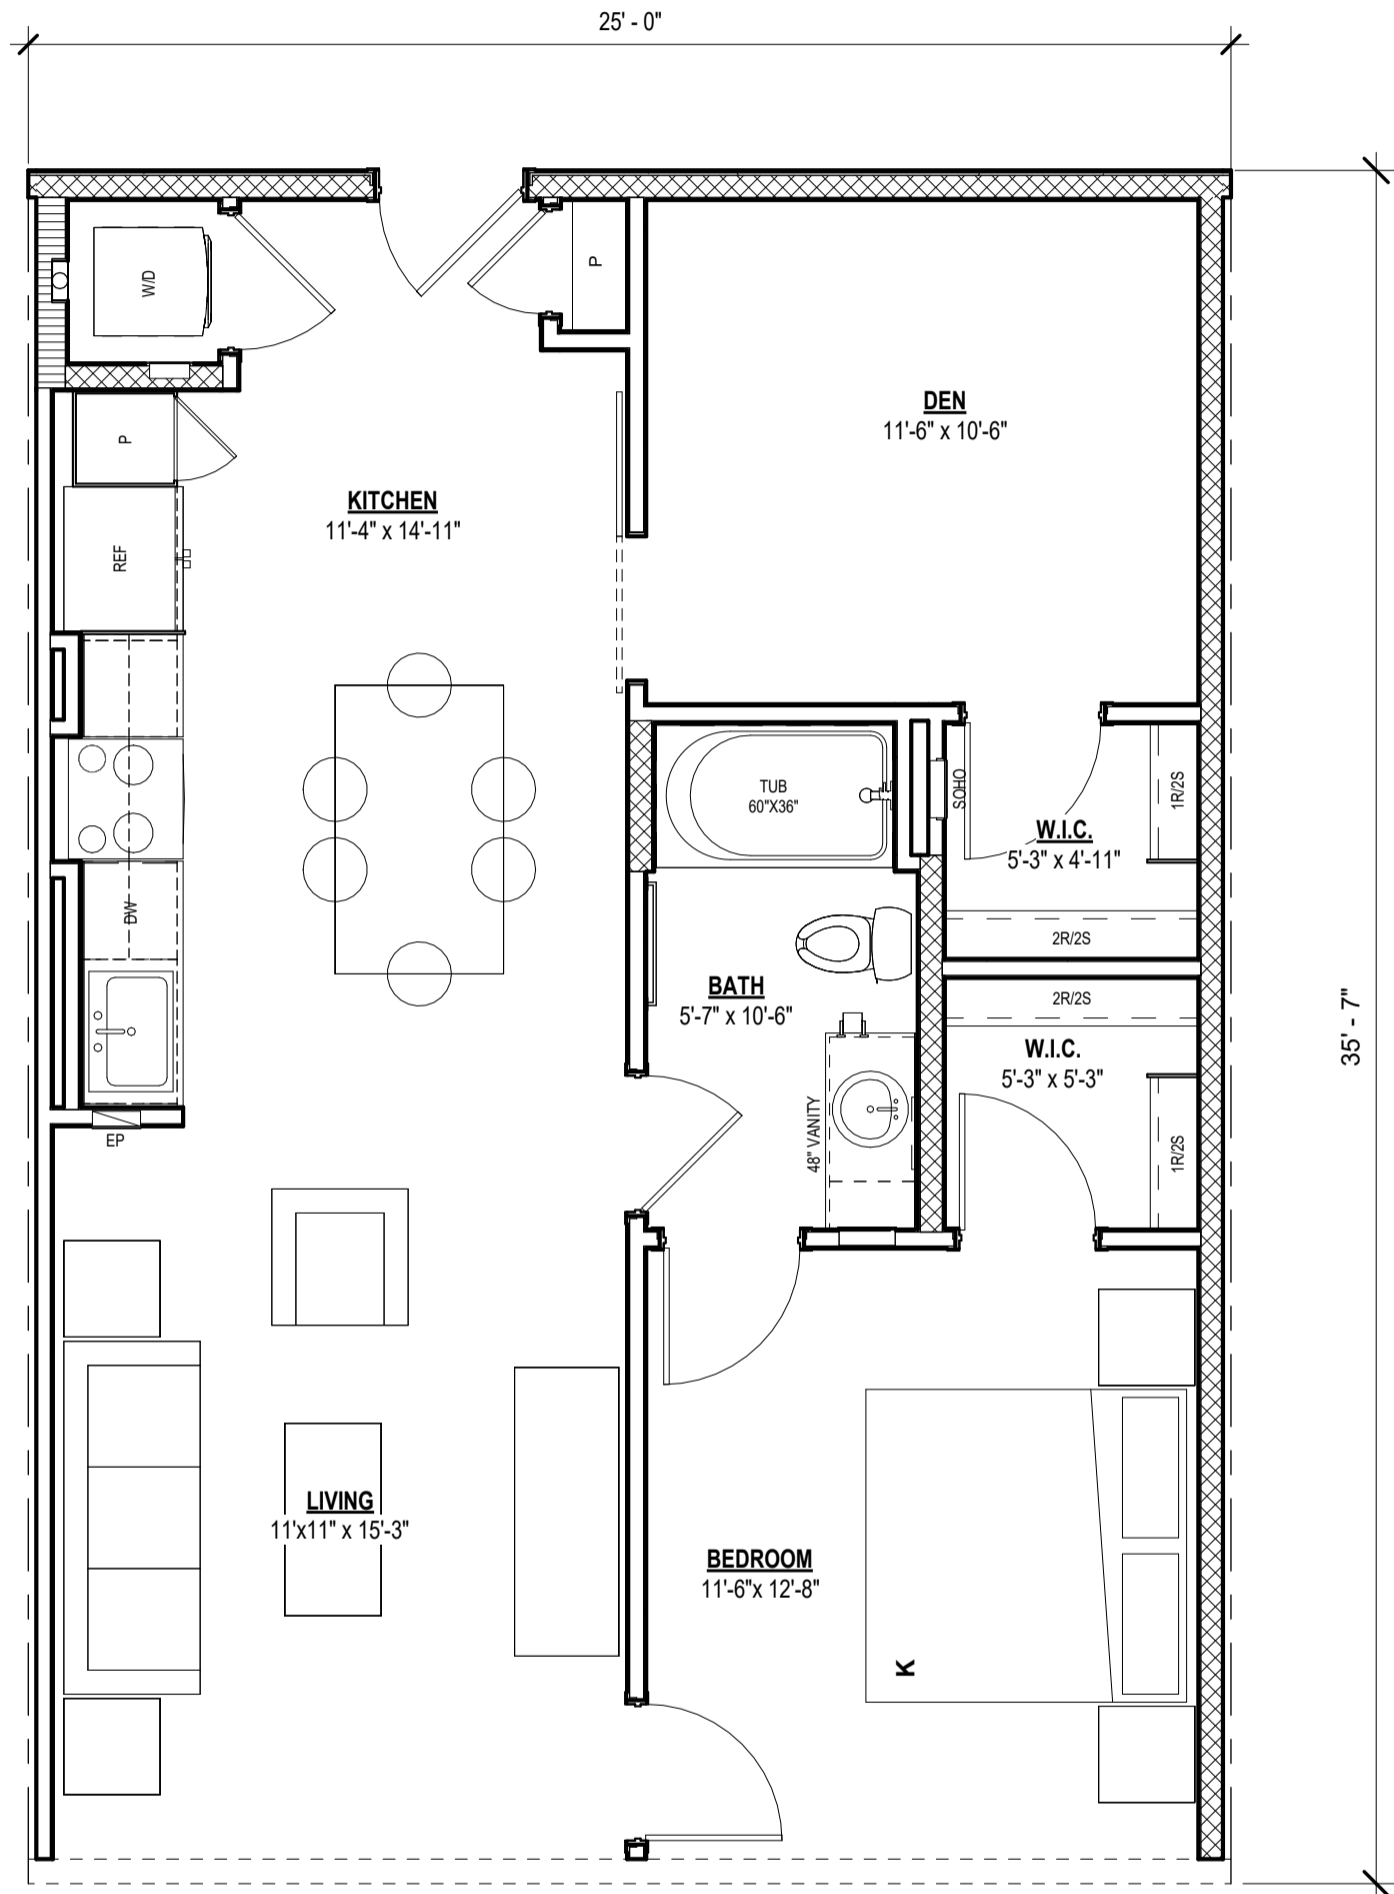 25' - 0"
W/D
P
DEN
11'-6" x 10'-6"
P
KITCHEN
11'-4" x 14'-11"
REF
TUB
60"X36"
SOHO
1R/2S
W.I.C.
5'-3" x 4'-11"
DW
2R/2S
BATH
5'-7" x 10'-6"
2R/2S
35' - 7"
W.I.C.
5'-3" x 5'-3"
EP
48" VANITY
1R/2S
LIVING
11'x11" x 15'-3"
BEDROOM
11'-6"x 12'-8"
K